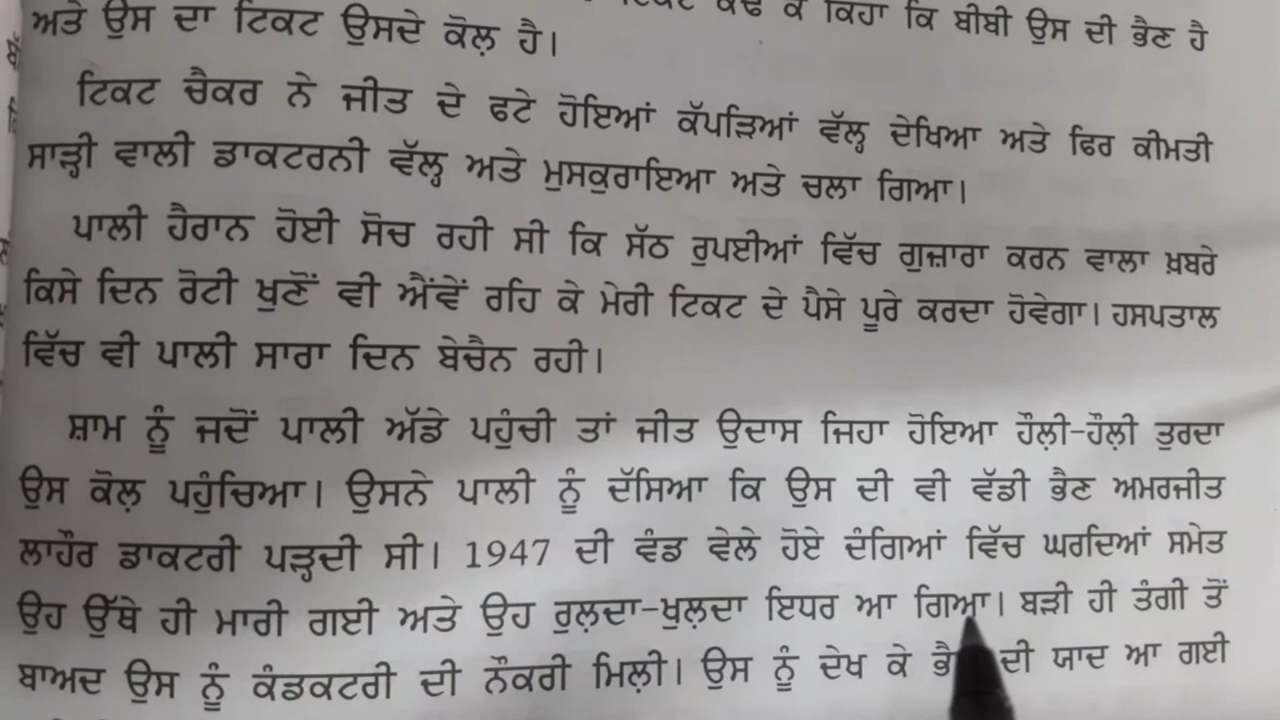 ਕੱਢ ਕੇ ਕਿਹਾ ਕਿ ਬੀਬੀ ਉਸ ਦੀ ਭੈਣ ਹੈ
ਅਤੇ ਉਸ ਦਾ ਟਿਕਟ ਉਸਦੇ ਕੋਲ਼ ਹੈ।
ਟਿਕਟ ਚੈਕਰ ਨੇ ਜੀਤ ਦੇ ਫਟੇ ਹੋਇਆਂ ਕੱਪੜਿਆਂ ਵੱਲ੍ਹ ਦੇਖਿਆ ਅਤੇ ਫਿਰ ਕੀਮਤੀ
ਸਾੜ੍ਹੀ ਵਾਲੀ ਡਾਕਟਰਨੀ ਵੱਲ੍ਹ ਅਤੇ ਮੁਸਕੁਰਾਇਆ ਅਤੇ ਚਲਾ ਗਿਆ।
ਪਾਲੀ ਹੈਰਾਨ ਹੋਈ ਸੋਚ ਰਹੀ ਸੀ ਕਿ ਸੱਠ ਰੁਪਈਆਂ ਵਿੱਚ ਗੁਜ਼ਾਰਾ ਕਰਨ ਵਾਲਾ ਖ਼ਬਰੇ
ਕਿਸੇ ਦਿਨ ਰੋਟੀ ਖੁਣੋਂ ਵੀ ਐਂਵੇਂ ਰਹਿ ਕੇ ਮੇਰੀ ਟਿਕਟ ਦੇ ਪੈਸੇ ਪੂਰੇ ਕਰਦਾ ਹੋਵੇਗਾ। ਹਸਪਤਾਲ
ਵਿੱਚ ਵੀ ਪਾਲੀ ਸਾਰਾ ਦਿਨ ਬੇਚੈਨ ਰਹੀ।
ਸ਼ਾਮ ਨੂੰ ਜਦੋਂ ਪਾਲੀ ਅੱਡੇ ਪਹੁੰਚੀ ਤਾਂ ਜੀਤ ਉਦਾਸ ਜਿਹਾ ਹੋਇਆ ਹੌਲ਼ੀ-ਹੌਲ਼ੀ ਤੁਰਦਾ
ਉਸ ਕੋਲ਼ ਪਹੁੰਚਿਆ। ਉਸਨੇ ਪਾਲੀ ਨੂੰ ਦੱਸਿਆ ਕਿ ਉਸ ਦੀ ਵੀ ਵੱਡੀ ਭੈਣ ਅਮਰਜੀਤ
ਲਾਹੌਰ ਡਾਕਟਰੀ ਪੜ੍ਹਦੀ ਸੀ। 1947 ਦੀ ਵੰਡ ਵੇਲੇ ਹੋਏ ਦੰਗਿਆਂ ਵਿੱਚ ਘਰਦਿਆਂ ਸਮੇਤ
ਉਹ ਉੱਥੇ ਹੀ ਮਾਰੀ ਗਈ ਅਤੇ ਉਹ ਰੁਲ਼ਦਾ-ਖੁਲ਼ਦਾ ਇਧਰ ਆ ਗਿਆ। ਬੜੀ ਹੀ ਤੰਗੀ ਤੋਂ
ਬਾਅਦ ਉਸ ਨੂੰ ਕੰਡਕਟਰੀ ਦੀ ਨੌਕਰੀ ਮਿਲ਼ੀ। ਉਸ ਨੂੰ ਦੇਖ ਕੇ ਦੀ ਯਾਦ ਆ ਗਈ